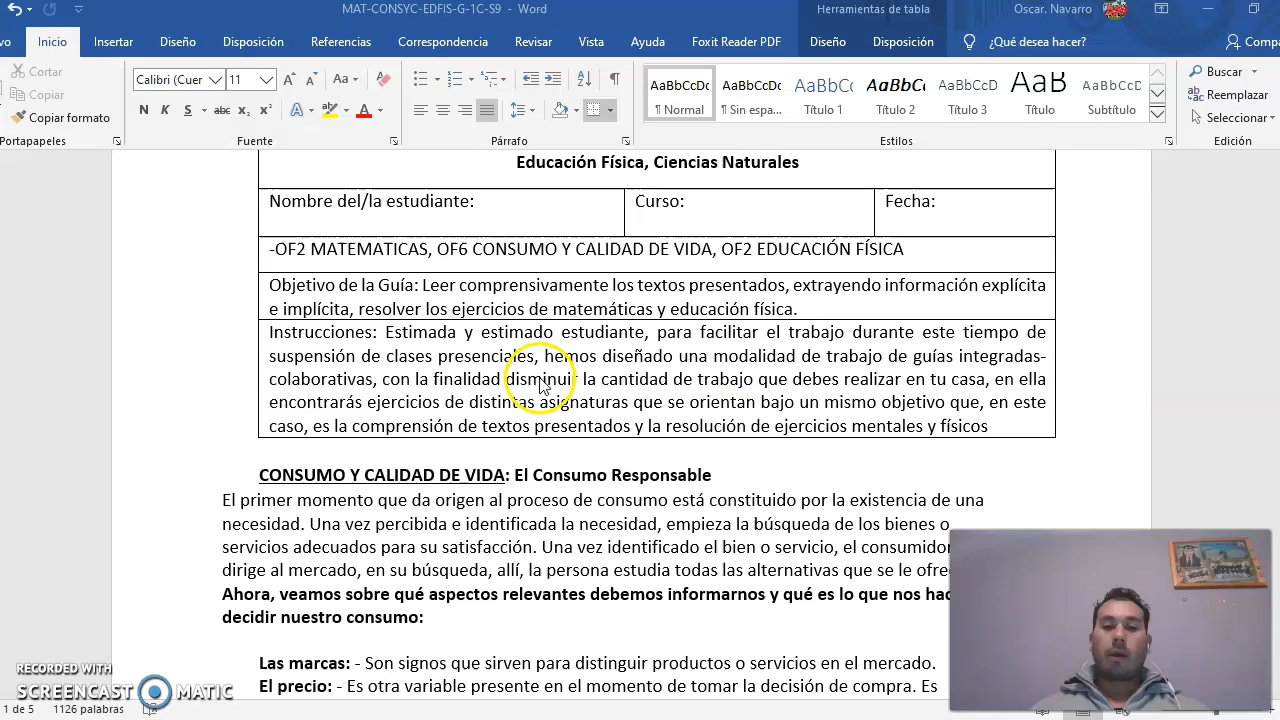 MAT-CONSYC-EDFIS-G-1C-S9 - Word
Herramientas de tabla
Oscar. Navarro
Inicio Insertar Diseño Disposición Referencias Correspondencia Revisar Vista Ayuda Foxit Reader PDF Diseño Disposición ¿Qué desea hacer?
Cortar
Copiar
Copiar formato
Portapapeles
Calibri (Cuer 11
Aa
N K S abc x₂ x²
Fuente
Párrafo
AaBbCcDc AaBbCcDc AaBbC( AaBbCc AaBbCcD AaB AaBbCcD
¶ Normal ¶ Sin espa... Título 1 Título 2 Título 3 Título Subtítulo
Estilos
Buscar
Reemplazar
Seleccionar
Edición
Educación Física, Ciencias Naturales
Nombre del/la estudiante: Curso: Fecha:
-OF2 MATEMATICAS, OF6 CONSUMO Y CALIDAD DE VIDA, OF2 EDUCACIÓN FÍSICA
Objetivo de la Guía: Leer comprensivamente los textos presentados, extrayendo información explícita
e implícita, resolver los ejercicios de matemáticas y educación física.
Instrucciones: Estimada y estimado estudiante, para facilitar el trabajo durante este tiempo de
suspensión de clases presenciales, hemos diseñado una modalidad de trabajo de guías integradas-
colaborativas, con la finalidad disminuir la cantidad de trabajo que debes realizar en tu casa, en ella
encontrarás ejercicios de distintas asignaturas que se orientan bajo un mismo objetivo que, en este
caso, es la comprensión de textos presentados y la resolución de ejercicios mentales y físicos
CONSUMO Y CALIDAD DE VIDA: El Consumo Responsable
El primer momento que da origen al proceso de consumo está constituido por la existencia de una
necesidad. Una vez percibida e identificada la necesidad, empieza la búsqueda de los bienes o
servicios adecuados para su satisfacción. Una vez identificado el bien o servicio, el consumidor
dirige al mercado, en su búsqueda, allí, la persona estudia todas las alternativas que se le
Ahora, veamos sobre qué aspectos relevantes debemos informarnos y qué es lo que nos
decidir nuestro consumo:
Las marcas: - Son signos que sirven para distinguir productos o servicios en el mercado.
El precio: - Es otra variable presente en el momento de tomar la decisión de compra. Es
RECORDED WITH
SCREENCAST MATIC
1 de 5 1126 palabras